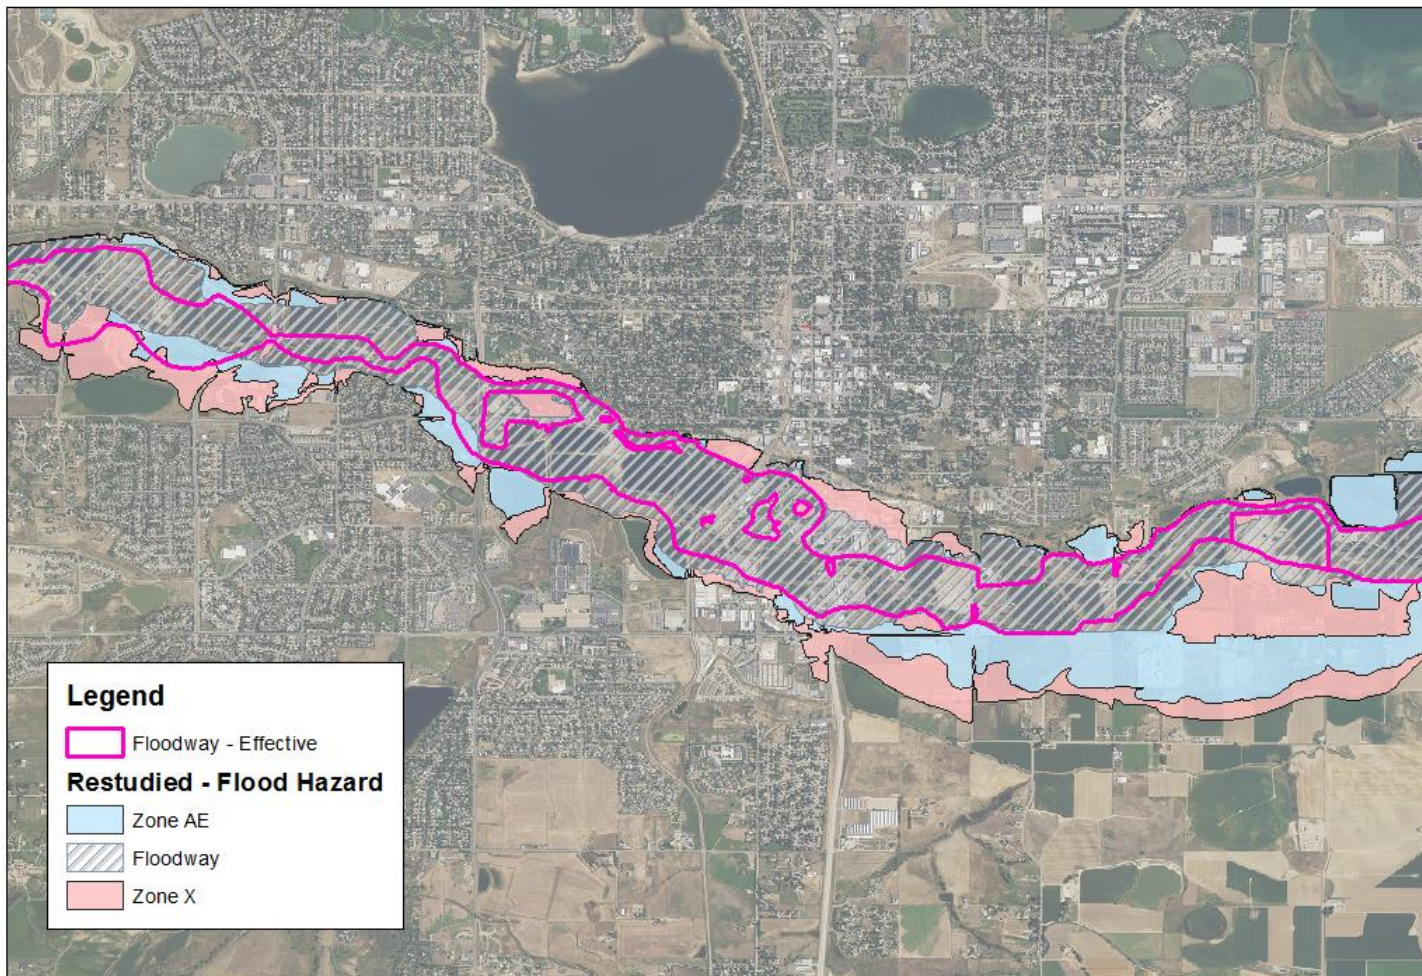 Legend
Floodway - Effective
Restudied - Flood Hazard
Zone AE
Floodway
Zone X